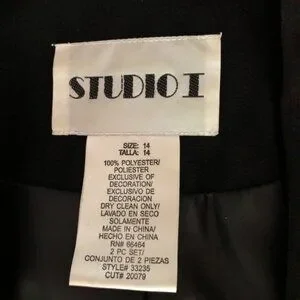 STUDIO I
SIZE: 14
TALLA: 14
100% POLYESTER/
POLIESTER
EXCLUSIVE OF
DECORATION/
EXCLUSIVO DE
DECORACION
DRY CLEAN ONLY/
LAVADO EN SECO
SOLAMENTE
MADE IN CHINA/
HECHO EN CHINA
RN# 66464
2 PC SET/
CONJUNTO DE 2 PIEZAS
STYLE# 33235
CUT# 20079